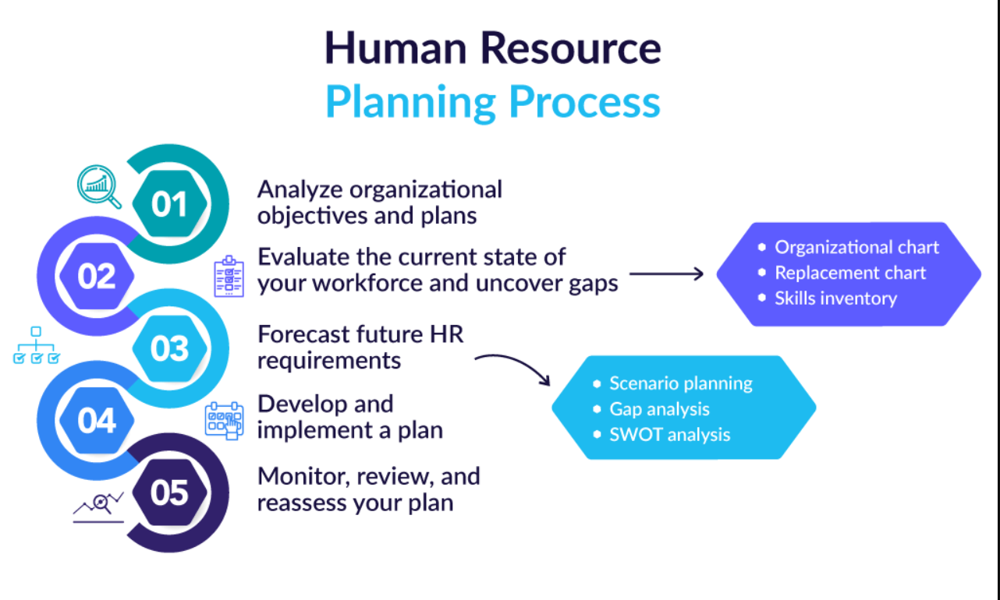 Human Resource
Planning Process
01
Analyze organizational
objectives and plans
02
Evaluate the current state of
your workforce and uncover gaps
• Organizational chart
• Replacement chart
• Skills inventory
03
Forecast future HR
requirements
• Scenario planning
• Gap analysis
• SWOT analysis
04
Develop and
implement a plan
05
Monitor, review, and
reassess your plan